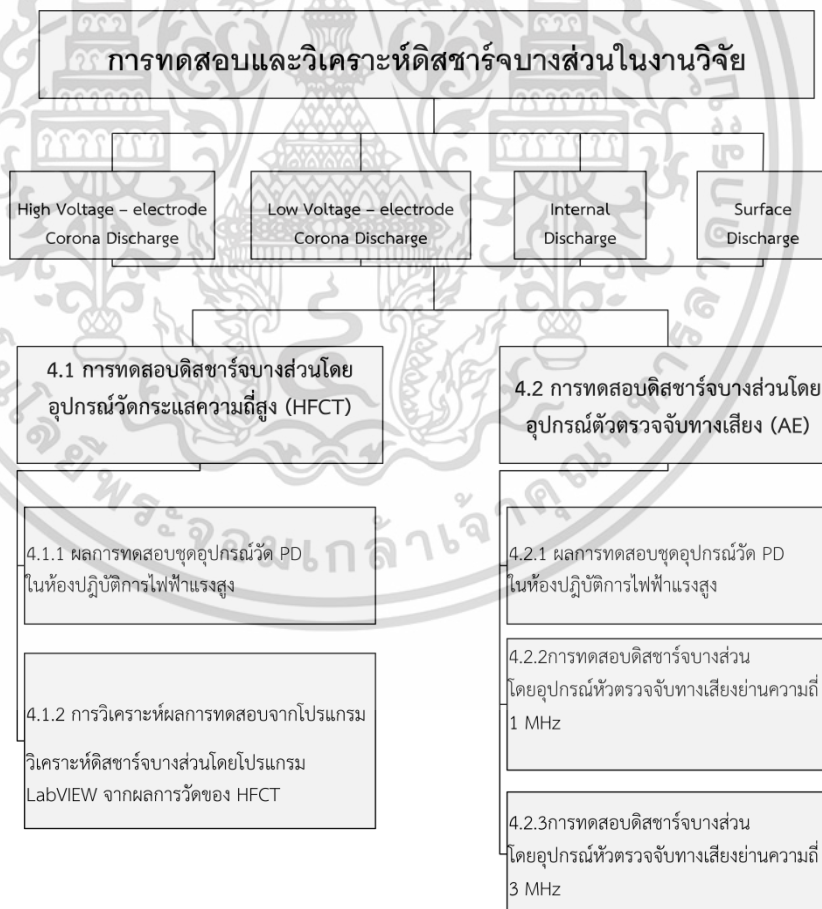 การทดสอบและวิเคราะห์ดิสชาร์จบางส่วนในงานวิจัย
High Voltage – electrode
Corona Discharge
Low Voltage – electrode
Corona Discharge
Internal
Discharge
Surface
Discharge
4.1 การทดสอบดิสชาร์จบางส่วนโดย
อุปกรณ์วัดกระแสความถี่สูง (HFCT)
4.1.1 ผลการทดสอบชุดอุปกรณ์วัด PD
ในห้องปฎิบัติการไฟฟ้าแรงสูง
4.1.2 การวิเคราะห์ผลการทดสอบจากโปรแกรม
วิเคราะห์ดิสชาร์จบางส่วนโดยโปรแกรม
LabVIEW จากผลการวัดของ HFCT
4.2 การทดสอบดิสชาร์จบางส่วนโดย
อุปกรณ์ตัวตรวจจับทางเสียง (AE)
4.2.1 ผลการทดสอบชุดอุปกรณ์วัด PD
ในห้องปฎิบัติการไฟฟ้าแรงสูง
4.2.2การทดสอบดิสชาร์จบางส่วน
โดยอุปกรณ์หัวตรวจจับทางเสียงย่านความถี่
1 MHz
4.2.3การทดสอบดิสชาร์จบางส่วน
โดยอุปกรณ์หัวตรวจจับทางเสียงย่านความถี่
3 MHz